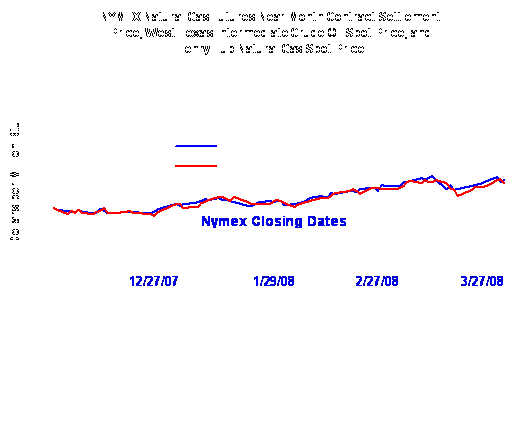 NYMEX Natural Gas Futures Near-Month Contract Settlement
Price, West Texas Intermediate Crude Oil Spot Price, and
Henry Hub Natural Gas Spot Price
Nymex Closing Dates
12/27/07 1/29/08 2/27/08 3/27/08